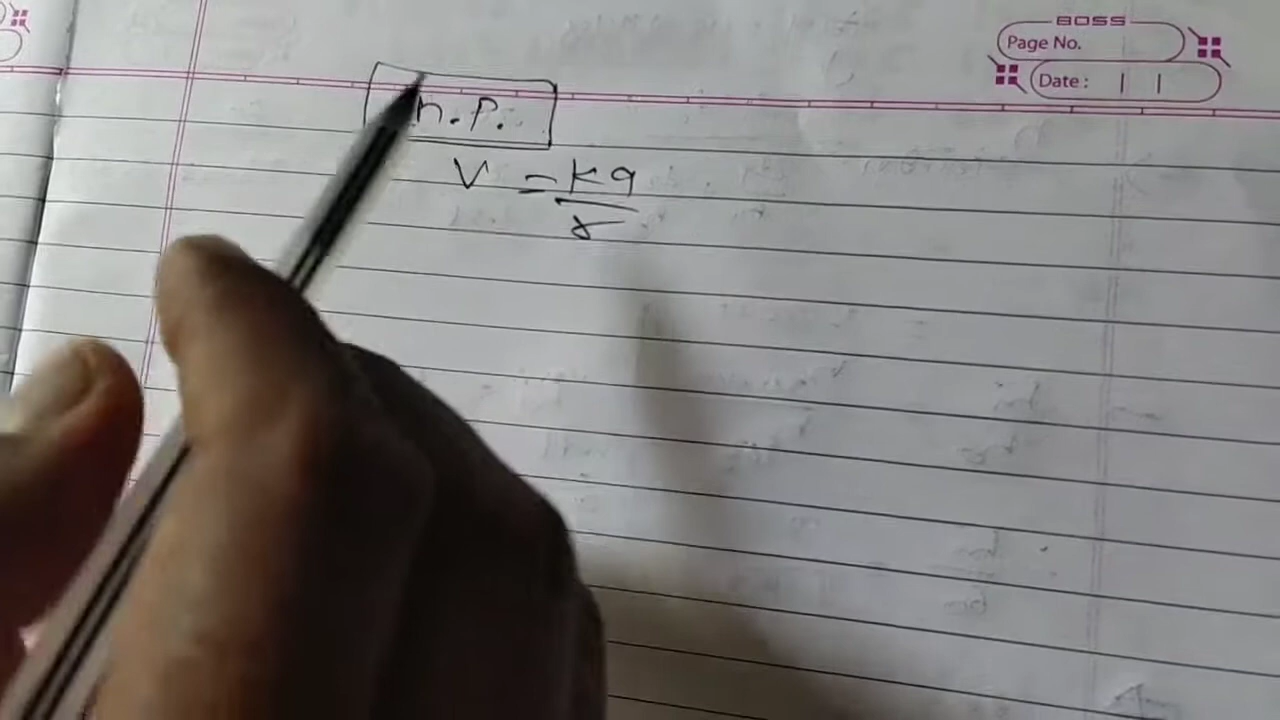 BOSS
Page No.
Date :
n.P.
V = kq
r